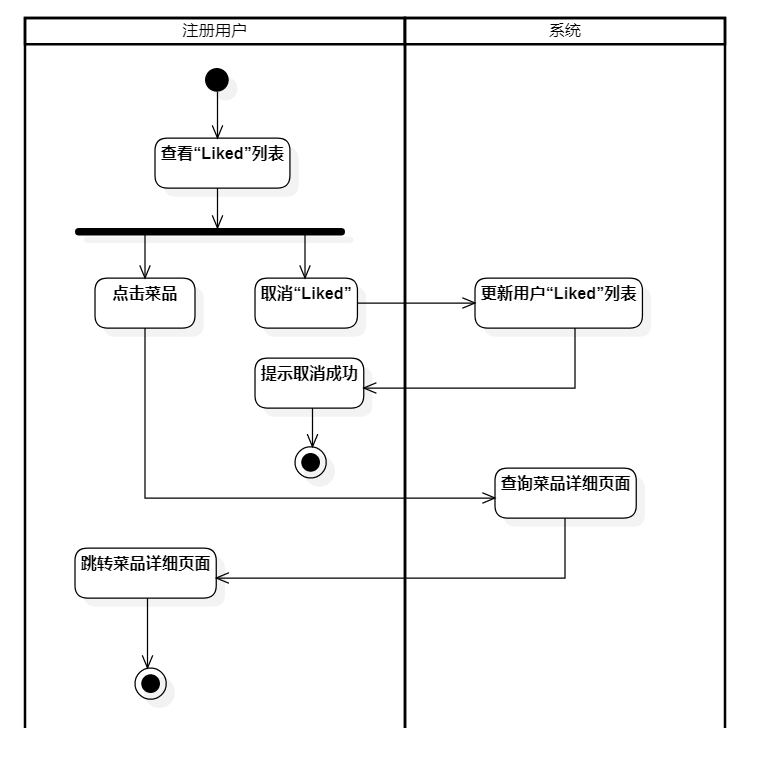 注册用户
系统
查看“Liked”列表
点击菜品
取消“Liked”
更新用户“Liked”列表
提示取消成功
查询菜品详细页面
跳转菜品详细页面